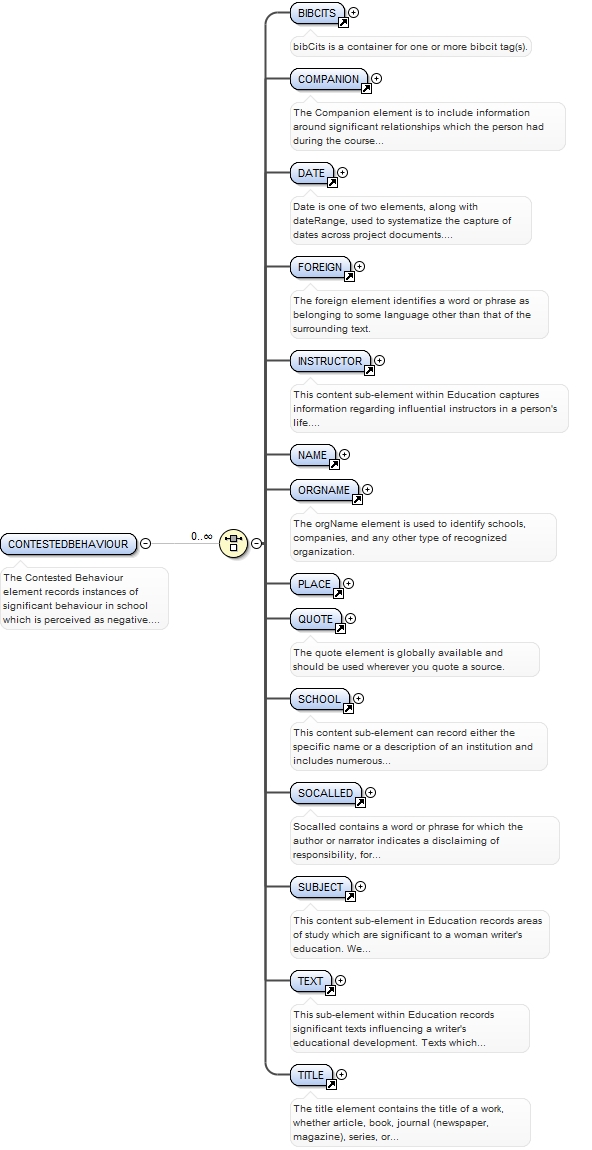 BIBCITS
bibCits is a container for one or more bibcit tag(s).
COMPANION
The Companion element is to include information
around significant relationships which the person had
during the course...
DATE
Date is one of two elements, along with
dateRange, used to systematize the capture of
dates across project documents....
FOREIGN
The foreign element identifies a word or phrase as
belonging to some language other than that of the
surrounding text.
INSTRUCTOR
This content sub-element within Education captures
information regarding influential instructors in a person's
life....
NAME
ORGNAME
The orgName element is used to identify schools,
companies, and any other type of recognized
organization.
CONTESTEDBEHAVIOUR
0..∞
The Contested Behaviour
element records instances of
significant behaviour in school
which is perceived as negative....
PLACE
QUOTE
The quote element is globally available and
should be used wherever you quote a source.
SCHOOL
This content sub-element can record either the
specific name or a description of an institution and
includes numerous...
SOCALLED
Socalled contains a word or phrase for which the
author or narrator indicates a disclaiming of
responsibility, for...
SUBJECT
This content sub-element in Education records areas
of study which are significant to a woman writer's
education. We...
TEXT
This sub-element within Education records
significant texts influencing a writer's
educational development. Texts which...
TITLE
The title element contains the title of a work,
whether article, book, journal (newspaper,
magazine), series, or...